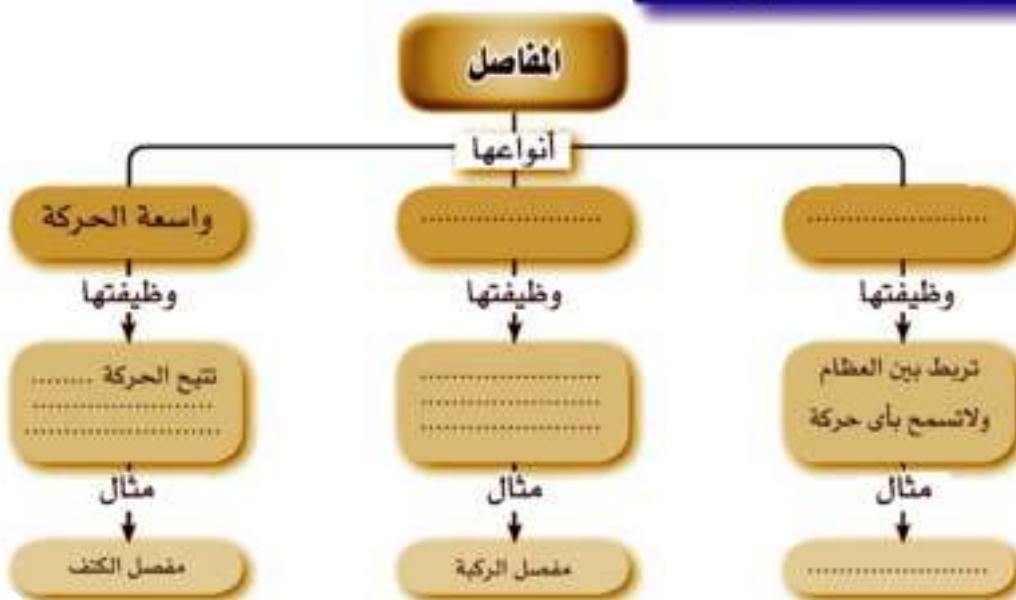 المفاصل
أنواعها
....................
....................
واسعة الحركة
وظيفتها
وظيفتها
وظيفتها
تربط بين العظام
ولاتسمح بأى حركة
....................
....................
....................
تتيح الحركة ........
....................
....................
مثال
مثال
مثال
....................
مفصل الركبة
مفصل الكتف